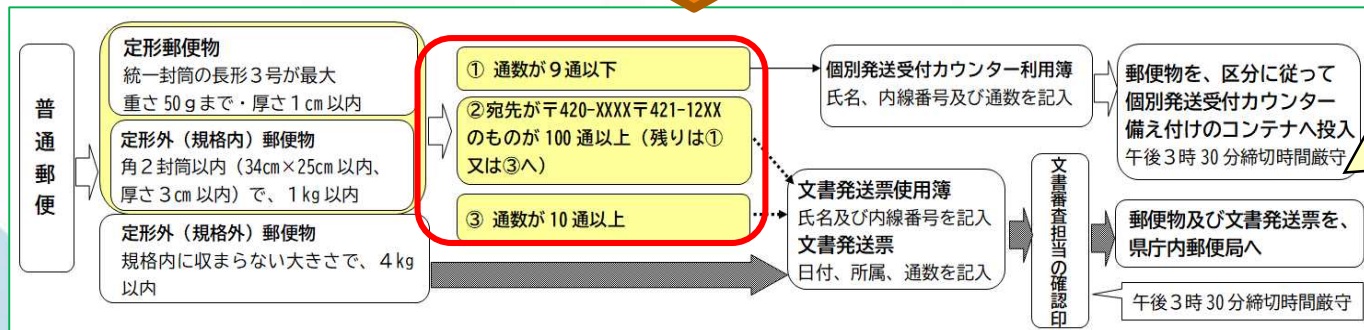 普通郵便
定形郵便物
統一封筒の長形３号が最大
重さ 50ｇまで・厚さ１㎝以内
定形外（規格内）郵便物
角２封筒以内（34㎝×25㎝以内、
厚さ３㎝以内）で、１㎏以内
定形外（規格外）郵便物
規格内に収まらない大きさで、４㎏
以内
① 通数が９通以下
②宛先が〒420-XXXX〒421-12XX
のものが 100 通以上（残りは①
又は③へ）
③ 通数が 10 通以上
個別発送受付カウンター利用簿
氏名、内線番号及び通数を記入
文書発送票使用簿
氏名及び内線番号を記入
文書発送票
日付、所属、通数を記入
文書審査担当の確認印
郵便物を、区分に従って
個別発送受付カウンター
備え付けのコンテナへ投入
午後３時 30 分締切時間厳守
郵便物及び文書発送票を、
県庁内郵便局へ
午後３時 30 分締切時間厳守